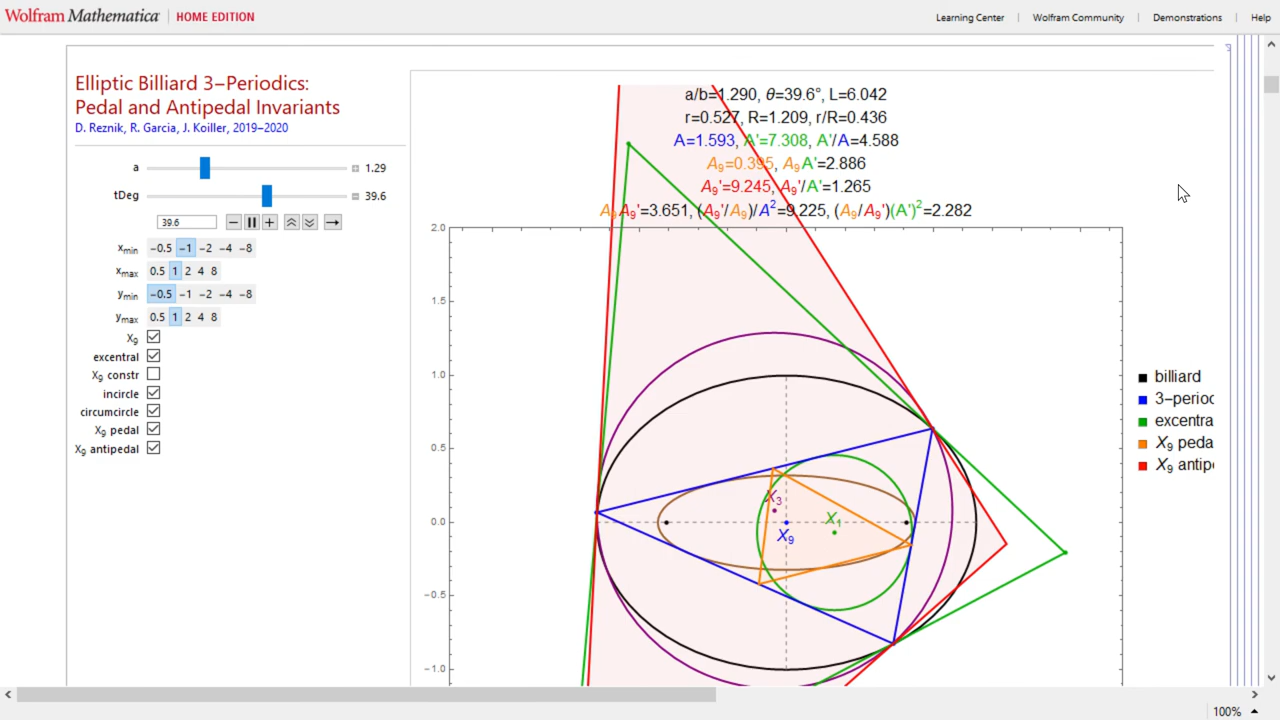 Wolfram Mathematica | HOME EDITION
Learning Center | Wolfram Community | Demonstrations | Help
Elliptic Billiard 3-Periodics:
Pedal and Antipedal Invariants
D. Reznik, R. Garcia, J. Koiller, 2019-2020
a 1.29
tDeg 39.6
39.6
xmin -0.5 -1 -2 -4 -8
xmax 0.5 1 2 4 8
ymin -0.5 -1 -2 -4 -8
ymax 0.5 1 2 4 8
X9
excentral
X9 constr
incircle
circumcircle
X9 pedal
X9 antipedal
a/b=1.290, θ=39.6°, L=6.042
r=0.527, R=1.209, r/R=0.436
A=1.593, A'=7.308, A'/A=4.588
A9=0.395, A9A'=2.886
A9'=9.245, A9'/A'=1.265
A9A9'=3.651, (A9'/A9)/A²=9.225, (A9/A9')(A')²=2.282
2.0
1.5
1.0
0.5
0.0
-0.5
-1.0
X3
X1
X9
billiard
3-perioc
excentra
X9 peda
X9 antip
100%